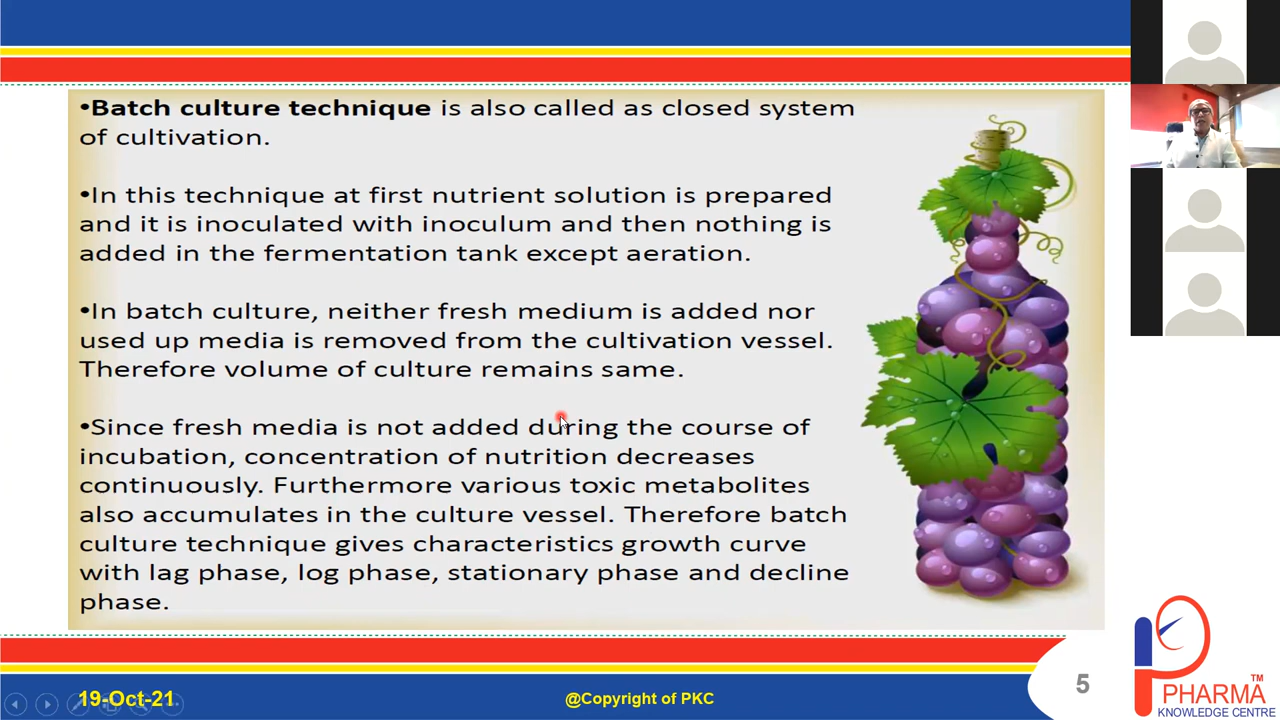 •Batch culture technique is also called as closed system
of cultivation.
•In this technique at first nutrient solution is prepared
and it is inoculated with inoculum and then nothing is
added in the fermentation tank except aeration.
•In batch culture, neither fresh medium is added nor
used up media is removed from the cultivation vessel.
Therefore volume of culture remains same.
•Since fresh media is not added during the course of
incubation, concentration of nutrition decreases
continuously. Furthermore various toxic metabolites
also accumulates in the culture vessel. Therefore batch
culture technique gives characteristics growth curve
with lag phase, log phase, stationary phase and decline
phase.
19-Oct-21
@Copyright of PKC
5
PHARMA™
KNOWLEDGE CENTRE